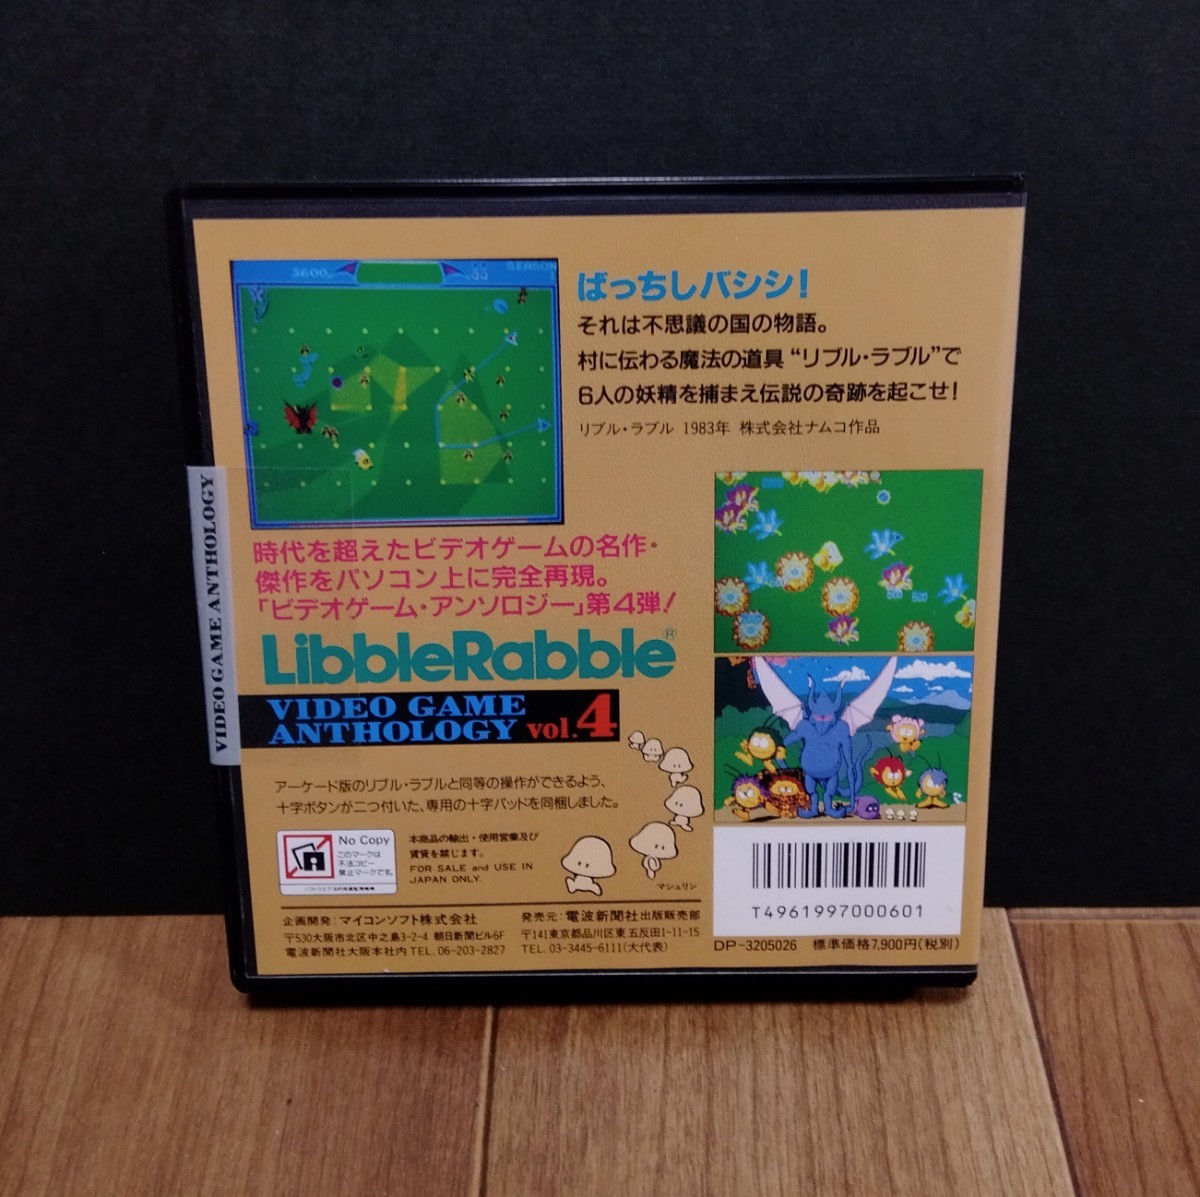 3600
SEASON
ばっちしバシシ!
それは不思議の国の物語。
村に伝わる魔法の道具“リブル・ラブル”で
6人の妖精を捕まえ伝説の奇跡を起こせ!
リブル・ラブル 1983年 株式会社ナムコ作品
VIDEO GAME ANTHOLOGY
時代を超えたビデオゲームの名作・
傑作をパソコン上に完全再現。
「ビデオゲーム・アンソロジー」第4弾!
LibbleRabble®
VIDEO GAME
ANTHOLOGY vol.4
アーケード版のリブル・ラブルと同等の操作ができるよう、
十字ボタンが二つ付いた、専用の十字パッドを同梱しました。
No Copy
このマークは
不法コピー
禁止マークです。
本商品の輸出・使用営業及び
賃貸を禁じます。
FOR SALE and USE IN
JAPAN ONLY.
マシュリン
企画開発:マイコンソフト株式会社
〒530大阪市北区中之島3-2-4 朝日新聞ビル6F
電波新聞社大阪本社内 TEL. 06-203-2827
発売元:電波新聞社出版販売部
〒141東京都品川区東五反田1-11-15
TEL. 03-3445-6111(大代表)
T4961997000601
DP-3205026 標準価格7,900円(税別)